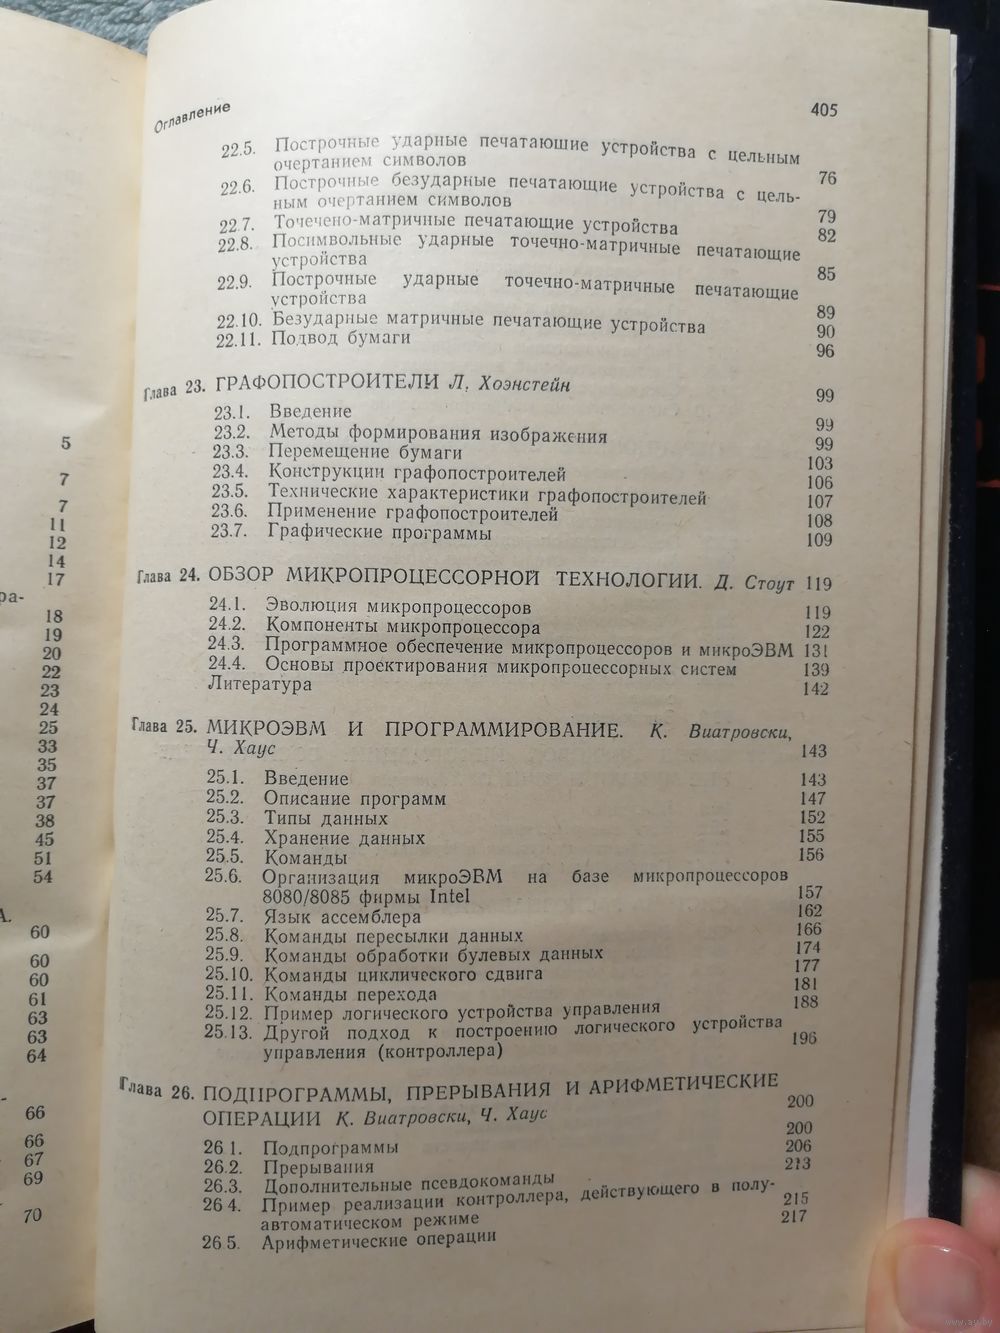 Оглавление 405
22.5. Построчные ударные печатающие устройства с цельным
очертанием символов 76
22.6. Построчные безударные печатающие устройства с цель-
ным очертанием символов 79
22.7. Точечено-матричные печатающие устройства 82
22.8. Посимвольные ударные точечно-матричные печатающие
устройства 85
22.9. Построчные ударные точечно-матричные печатающие
устройства 89
22.10. Безударные матричные печатающие устройства 90
22.11. Подвод бумаги 96
Глава 23. ГРАФОПОСТРОИТЕЛИ Л. Хоэнстейн 99
23.1. Введение 99
23.2. Методы формирования изображения 99
23.3. Перемещение бумаги 103
23.4. Конструкции графопостроителей 106
23.5. Технические характеристики графопостроителей 107
23.6. Применение графопостроителей 108
23.7. Графические программы 109
Глава 24. ОБЗОР МИКРОПРОЦЕССОРНОЙ ТЕХНОЛОГИИ. Д. Стоут 119
24.1. Эволюция микропроцессоров 119
24.2. Компоненты микропроцессора 122
24.3. Программное обеспечение микропроцессоров и микроЭВМ 131
24.4. Основы проектирования микропроцессорных систем 139
Литература 142
Глава 25. МИКРОЭВМ И ПРОГРАММИРОВАНИЕ. К. Виатровски,
Ч. Хаус 143
25.1. Введение 143
25.2. Описание программ 147
25.3. Типы данных 152
25.4. Хранение данных 155
25.5. Команды 156
25.6. Организация микроЭВМ на базе микропроцессоров
8080/8085 фирмы Intel 157
25.7. Язык ассемблера 162
25.8. Команды пересылки данных 166
25.9. Команды обработки булевых данных 174
25.10. Команды циклического сдвига 177
25.11. Команды перехода 181
25.12. Пример логического устройства управления 188
25.13. Другой подход к построению логического устройства
управления (контроллера) 196
Глава 26. ПОДПРОГРАММЫ, ПРЕРЫВАНИЯ И АРИФМЕТИЧЕСКИЕ
ОПЕРАЦИИ К. Виатровски, Ч. Хаус 200
26 1. Подпрограммы 200
26.2. Прерывания 206
26.3. Дополнительные псевдокоманды 213
26 4. Пример реализации контроллера, действующего в полу-
автоматическом режиме 215
26 5. Арифметические операции 217
5
7
7
11
12
14
17
ра-
18
19
20
22
23
24
25
33
35
37
37
38
45
51
54
А.
60
60
60
61
63
63
64
-
66
66
67
69
70
www.ay.by